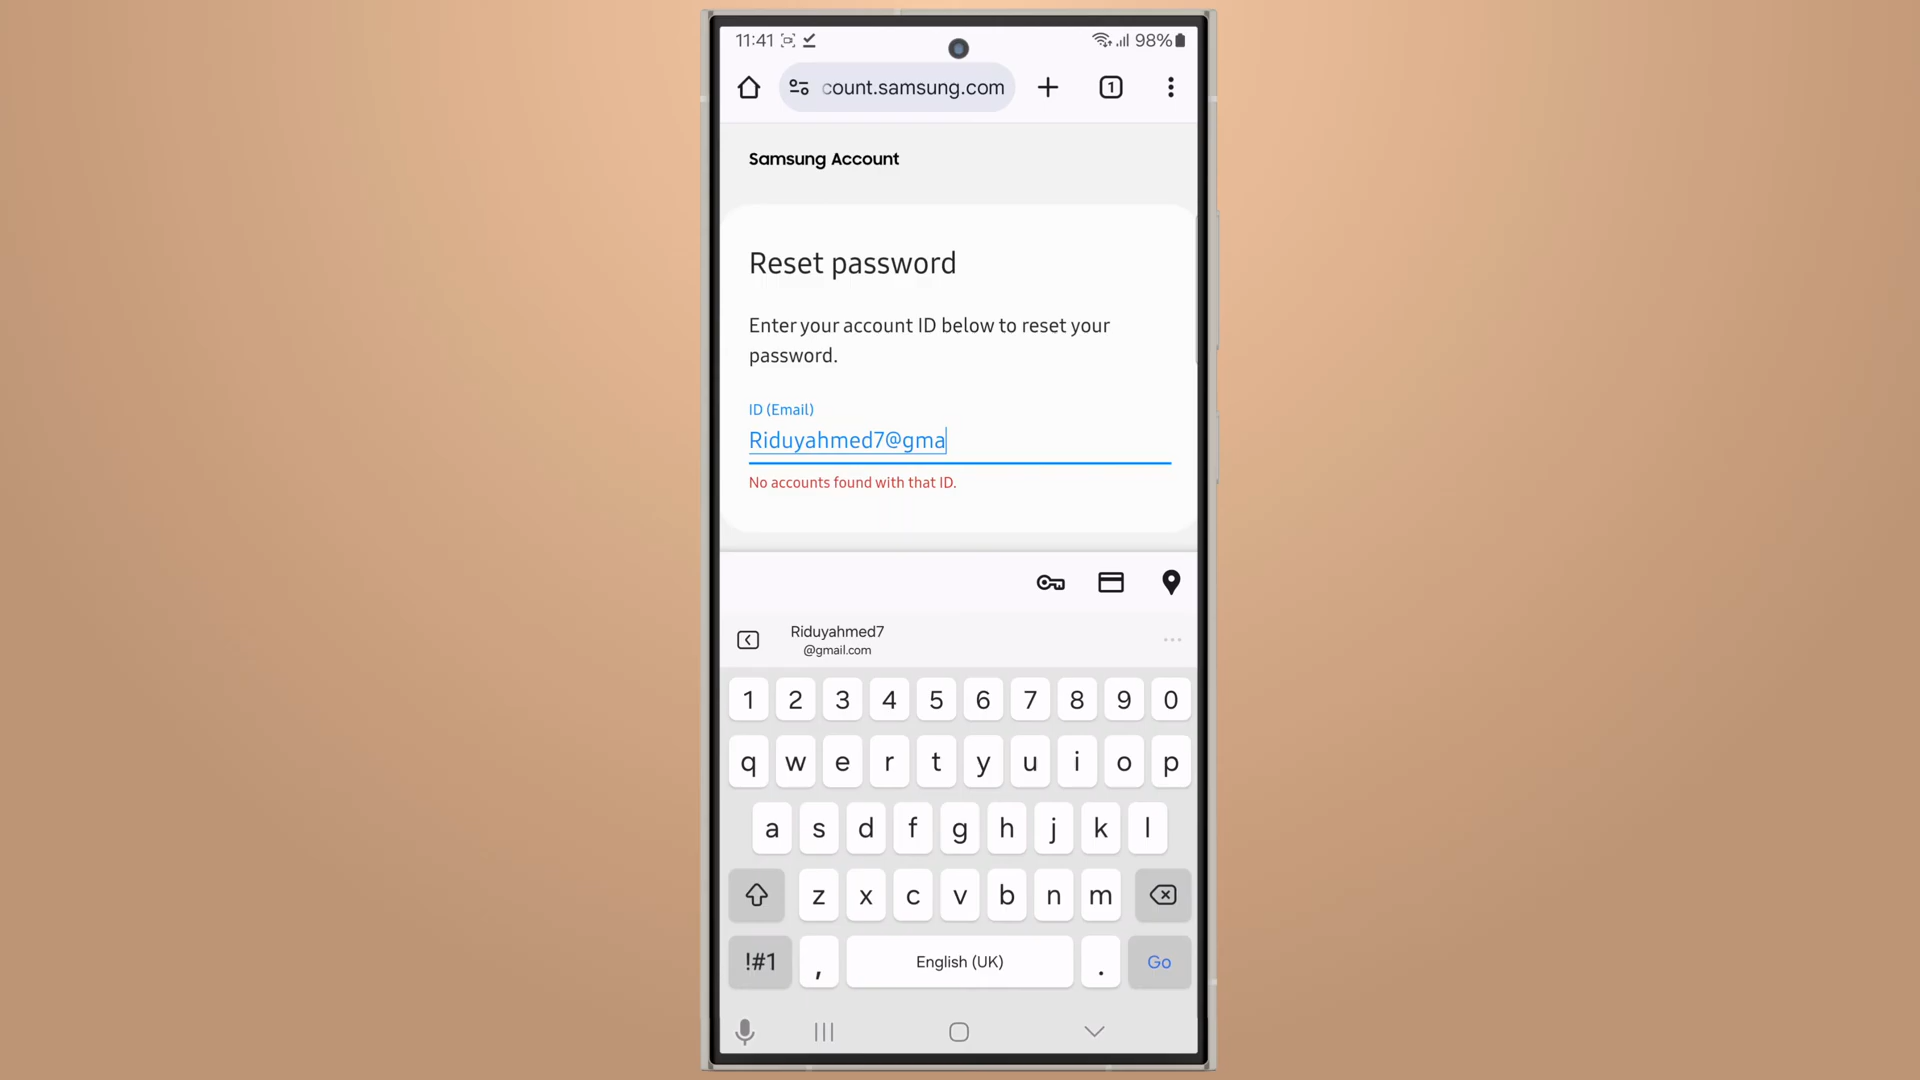 11:41
98%
count.samsung.com
1
Samsung Account
Reset password
Enter your account ID below to reset your
password.
ID (Email)
Riduyahmed7@gma
No accounts found with that ID.
Riduyahmed7
@gmail.com
1 2 3 4 5 6 7 8 9 0
q w e r t y u i o p
a s d f g h j k l
z x c v b n m
!#1 , English (UK) . Go